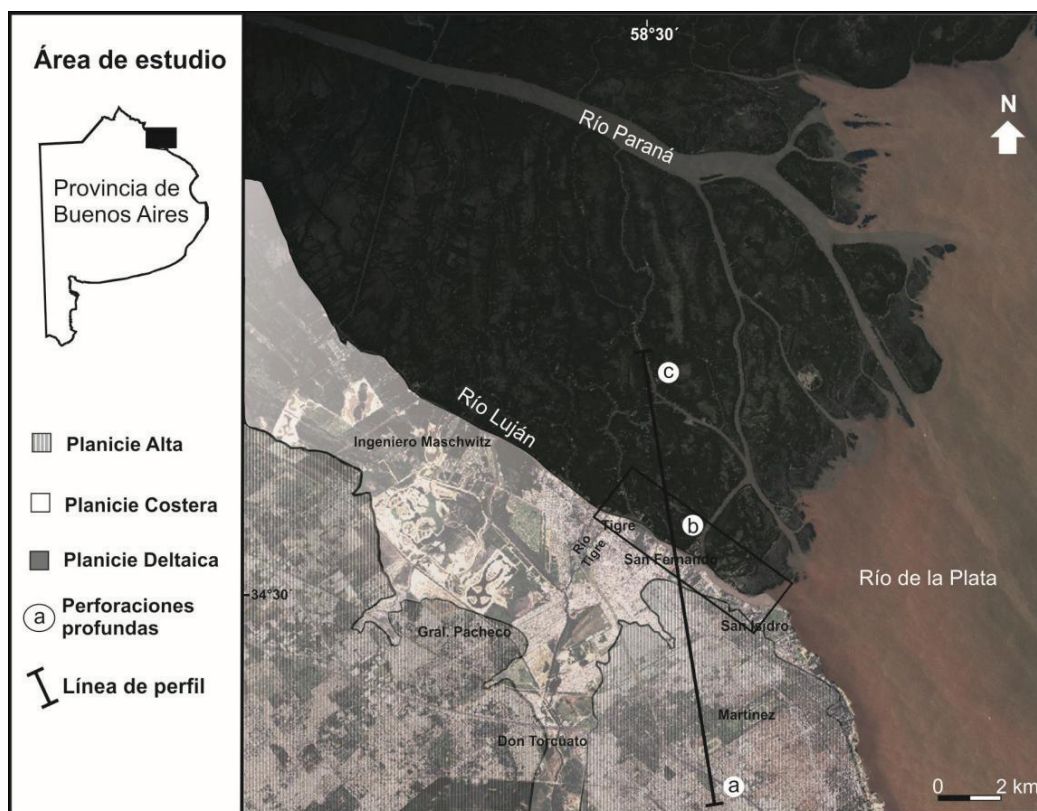 Área de estudio
Provincia de
Buenos Aires
Planicie Alta
Planicie Costera
Planicie Deltaica
a
Perforaciones
profundas
Línea de perfil
58°30´
N
Río Paraná
c
Río Luján
Ingeniero Maschwitz
b
Tigre
Río
Tigre
San Fernando
Río de la Plata
34°30´
San Isidro
Gral. Pacheco
Martínez
Don Torcuato
a
0 2 km